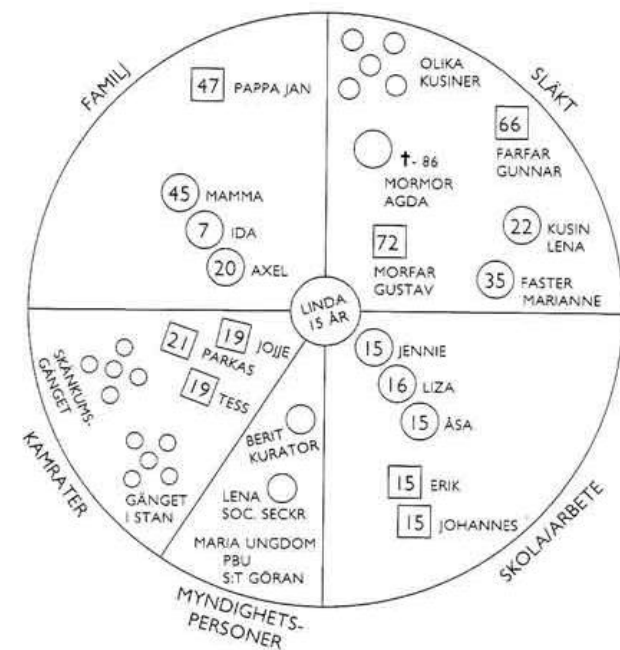 FAMILJ
47 PAPPA JAN
45 MAMMA
7 IDA
20 AXEL
SLÄKT
OLIKA
KUSINER
66
FARFAR
GUNNAR
†- 86
MORMOR
AGDA
72
MORFAR
GUSTAV
22 KUSIN
LENA
35 FASTER
MARIANNE
LINDA
15 ÅR
KAMRATER
19 JOJJE
21 PARKAS
19 TESS
SKÄNKUMS-
GÄNGET
GÄNGET
I STAN
MYNDIGHETS-
PERSONER
BERIT
KURATOR
LENA
SOC. SECKR
MARIA UNGDOM
PBU
S:T GÖRAN
SKOLA/ARBETE
15 JENNIE
16 LIZA
15 ÅSA
15 ERIK
15 JOHANNES